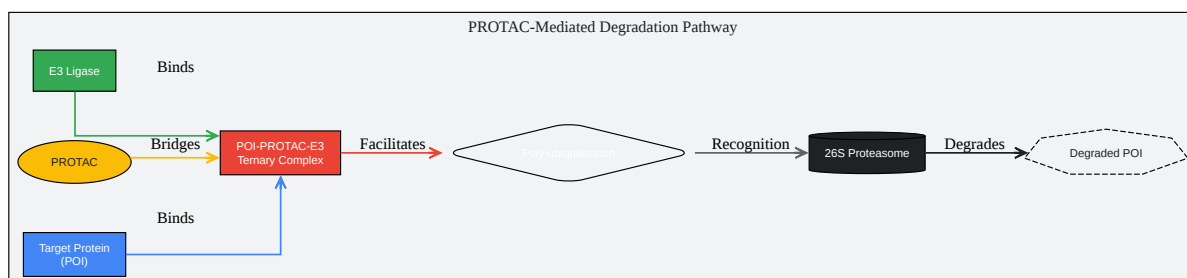 PROTAC-Mediated Degradation Pathway
E3 Ligase
Binds
PROTAC
Bridges
POI-PROTAC-E3
Ternary Complex
Facilitates
Poly-ubiquitination
Recognition
26S Proteasome
Degrades
Degraded POI
Binds
Target Protein
(POI)